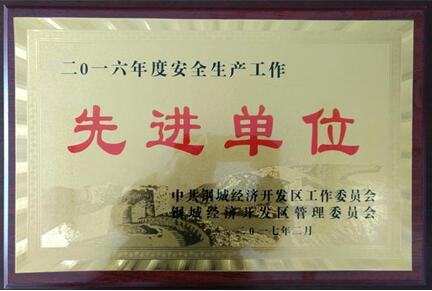 二0一六年度安全生产工作
先进单位
中共钢城经济开发区工作委员会
钢城经济开发区管理委员会
二0一七年二月